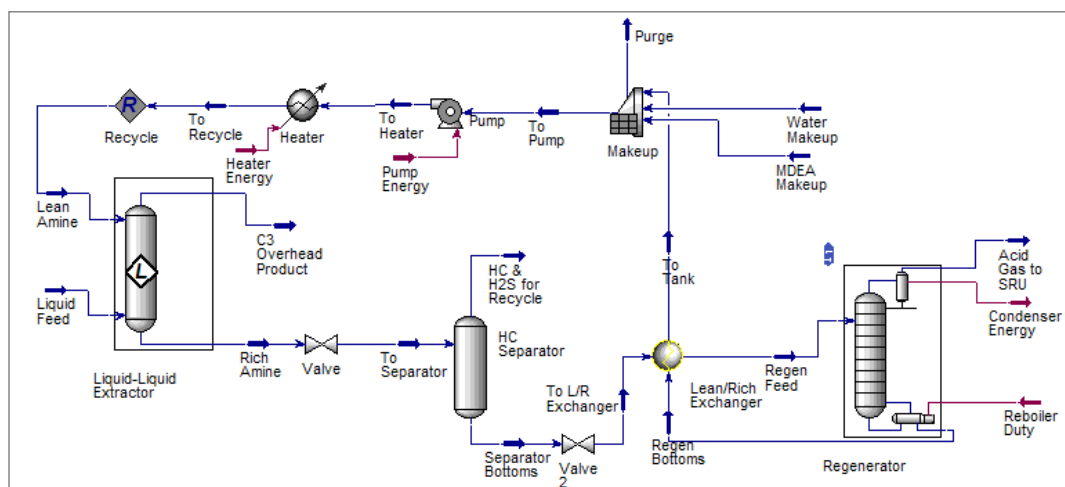 Purge
R
Recycle
To
Recycle
Heater
Heater
Energy
To
Heater
Pump
Pump
Energy
To
Pump
Makeup
Water
Makeup
MDEA
Makeup
Lean
Amine
L
C3
Overhead
Product
Liquid
Feed
Liquid-Liquid
Extractor
Rich
Amine
Valve
To
Separator
HC &
H2S for
Recycle
HC
Separator
Separator
Bottoms
Valve
2
To L/R
Exchanger
To
Tank
Lean/Rich
Exchanger
Regen
Bottoms
Regen
Feed
Acid
Gas to
SRU
Condenser
Energy
Reboiler
Duty
Regenerator